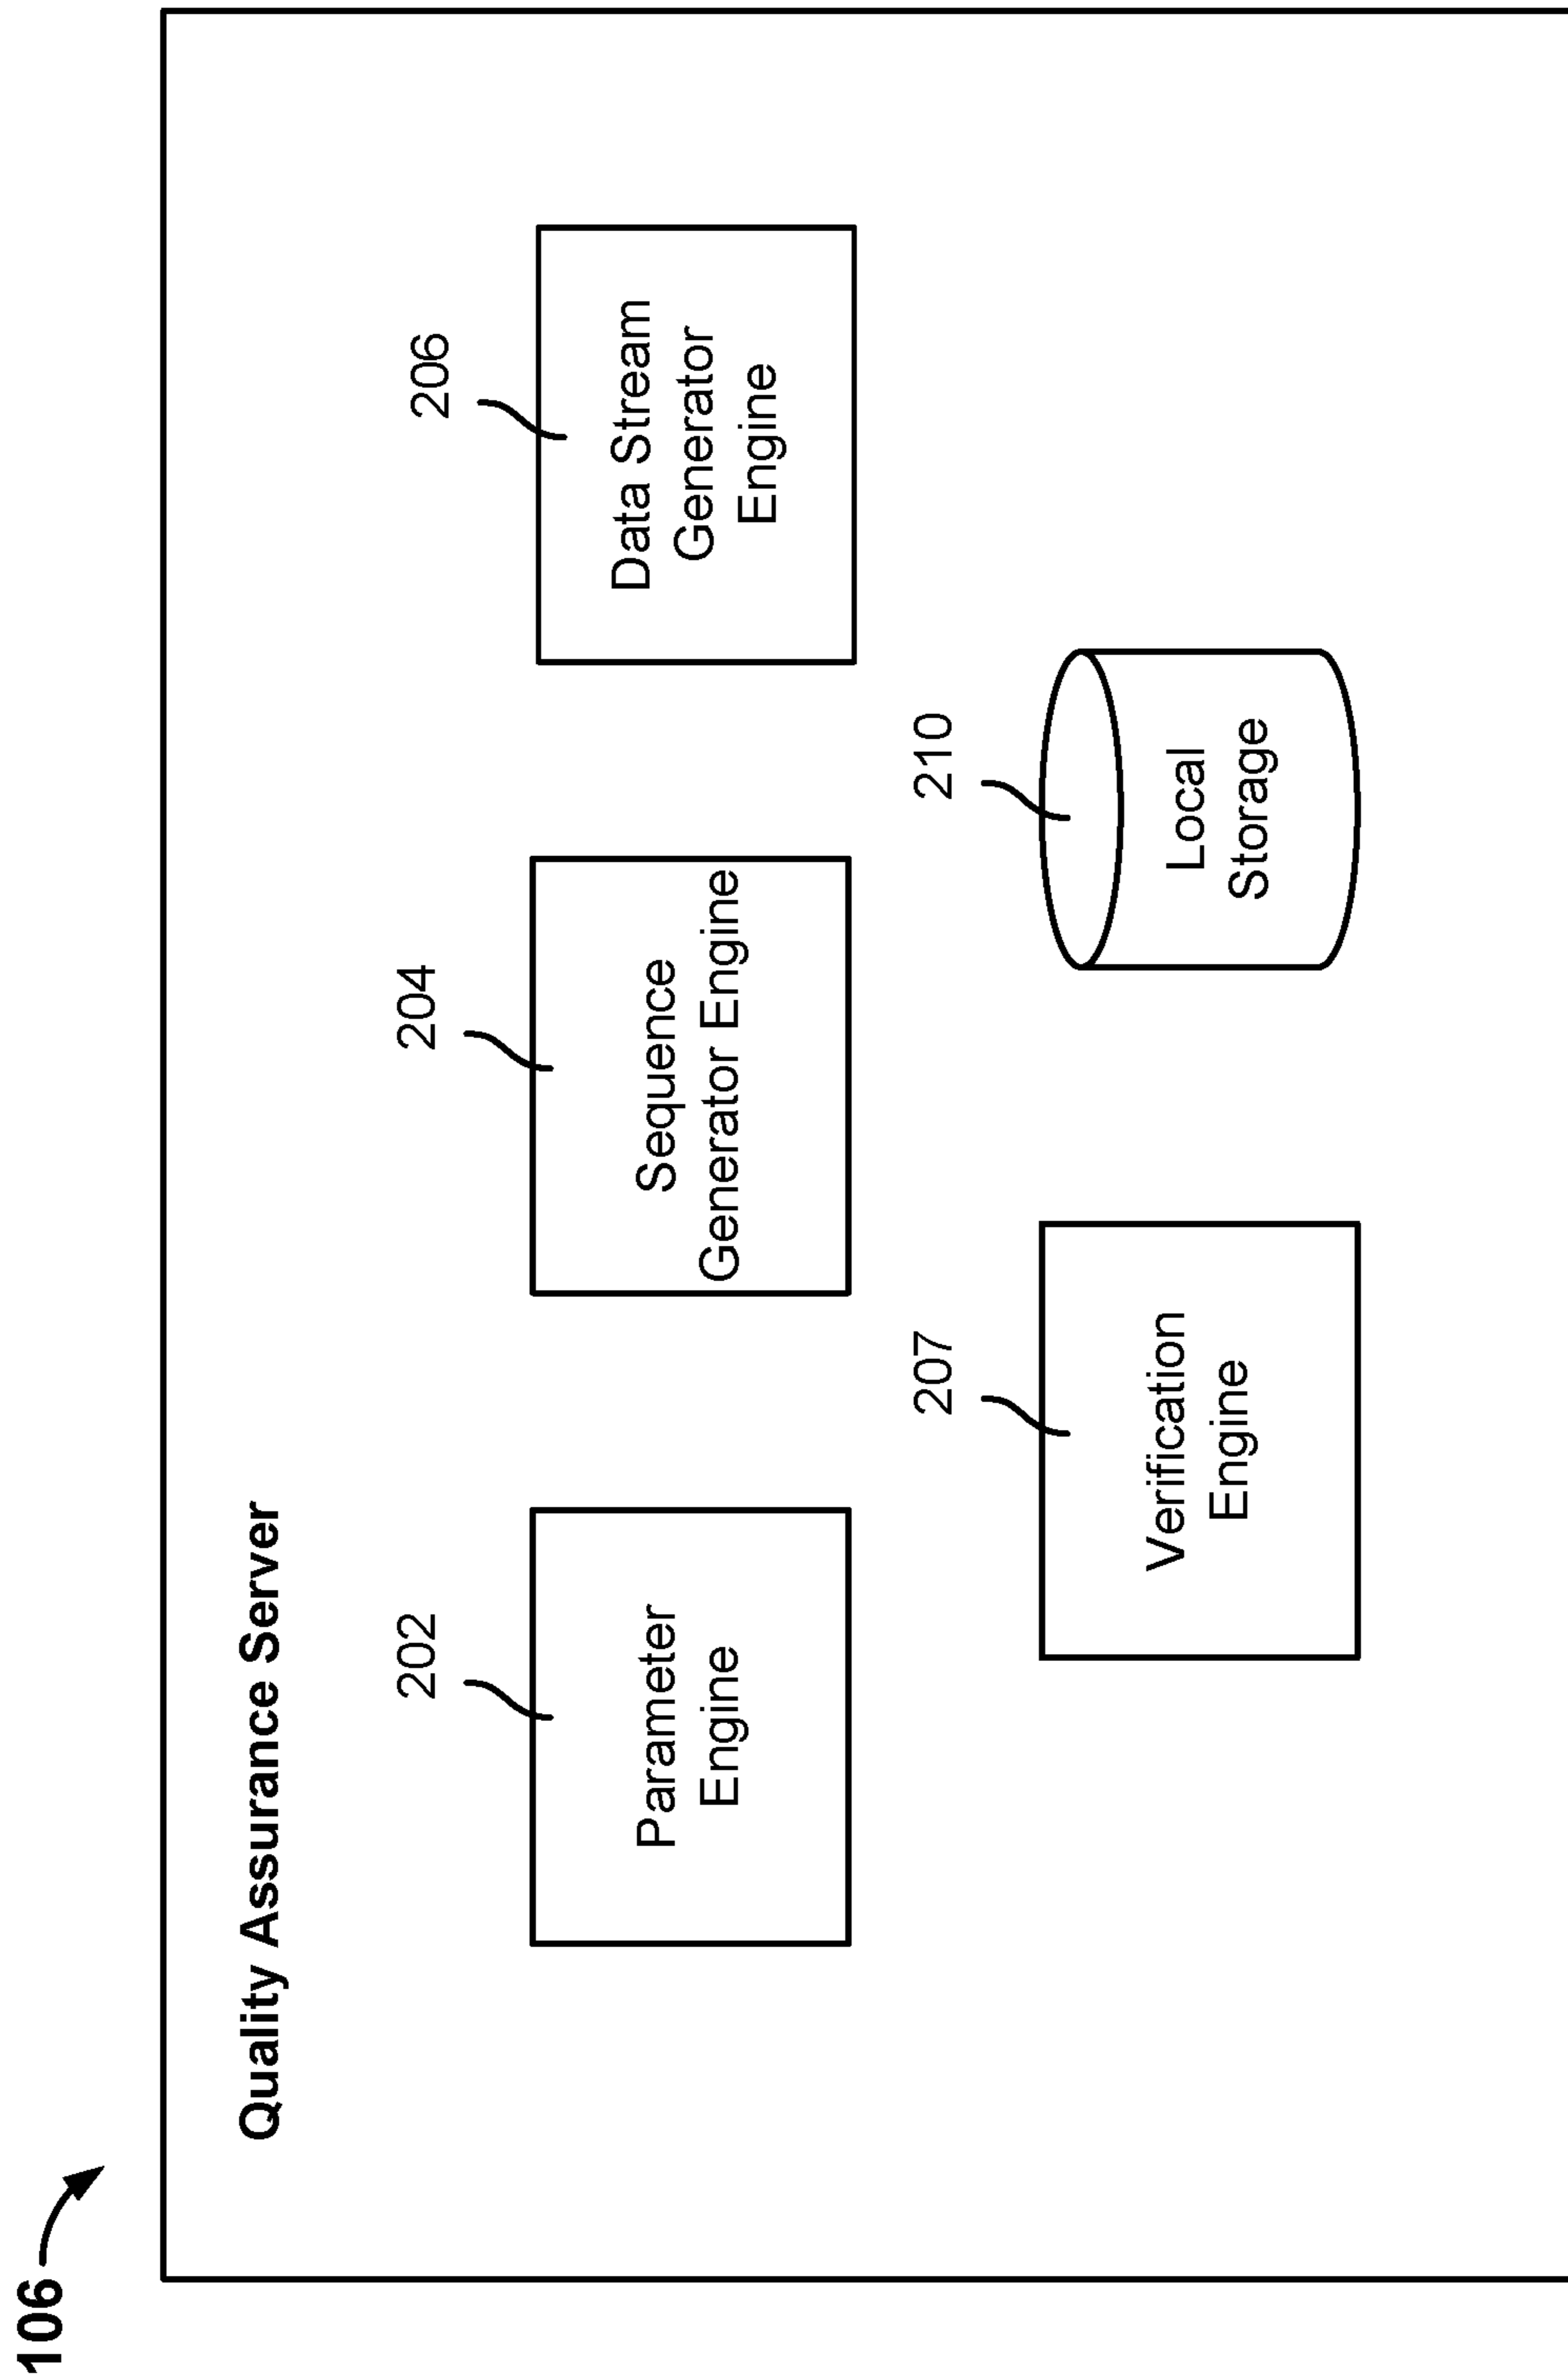 106
Quality Assurance Server
202
Parameter
Engine
204
Sequence
Generator Engine
206
Data Stream
Generator
Engine
207
Verification
Engine
210
Local
Storage